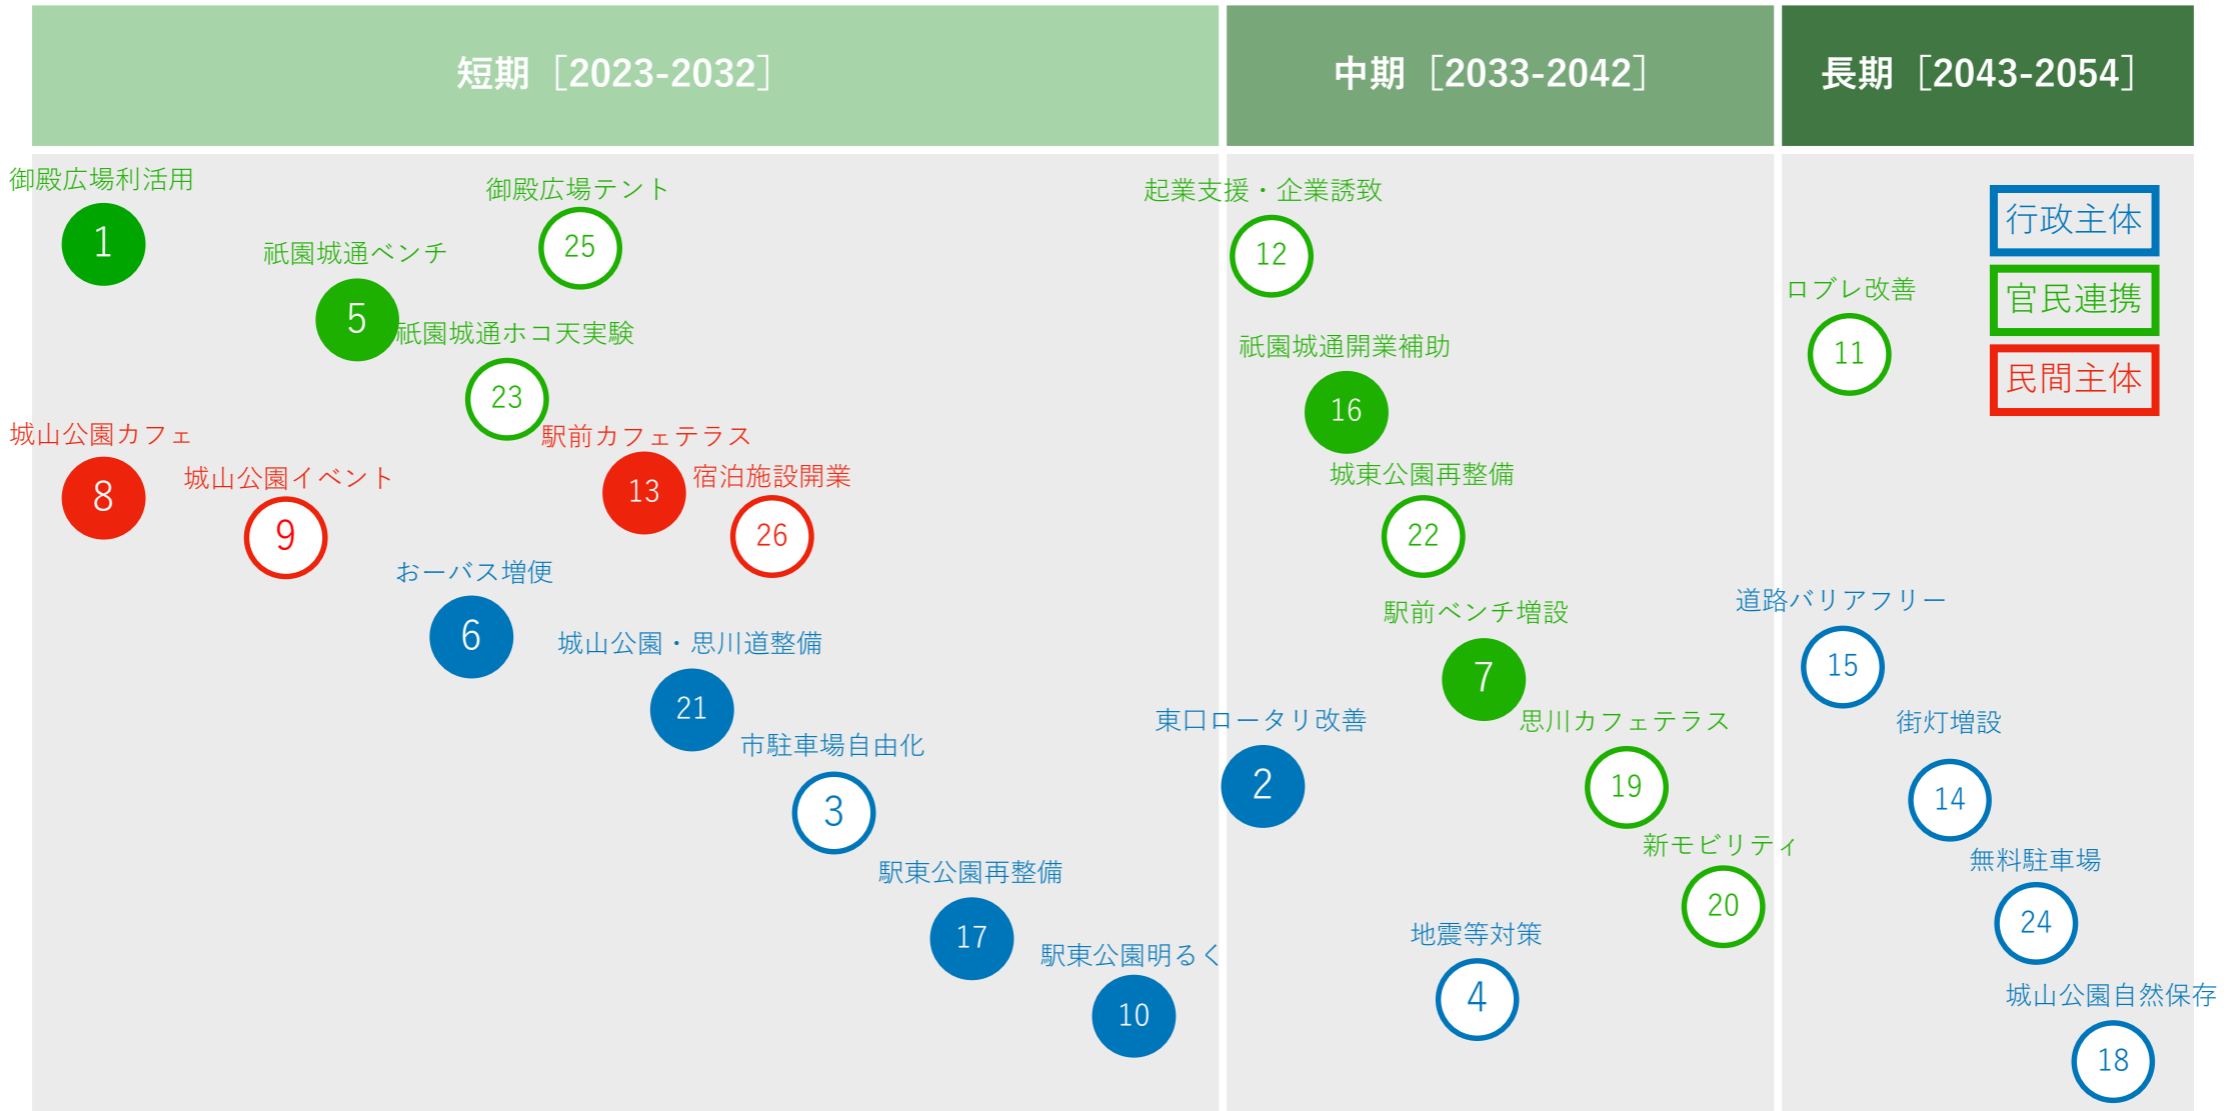 短期［2023-2032］
中期［2033-2042］
長期［2043-2054］
御殿広場利活用
1
祇園城通ベンチ
5
御殿広場テント
25
祇園城通ホコ天実験
23
城山公園カフェ
8
城山公園イベント
9
駅前カフェテラス
13
宿泊施設開業
26
おーバス増便
6
城山公園・思川道整備
21
市駐車場自由化
3
駅東公園再整備
17
駅東公園明るく
10
起業支援・企業誘致
12
祇園城通開業補助
16
城東公園再整備
22
駅前ベンチ増設
7
東口ロータリ改善
2
思川カフェテラス
19
新モビリティ
20
地震等対策
4
行政主体
官民連携
民間主体
ロブレ改善
11
道路バリアフリー
15
街灯増設
14
無料駐車場
24
城山公園自然保存
18